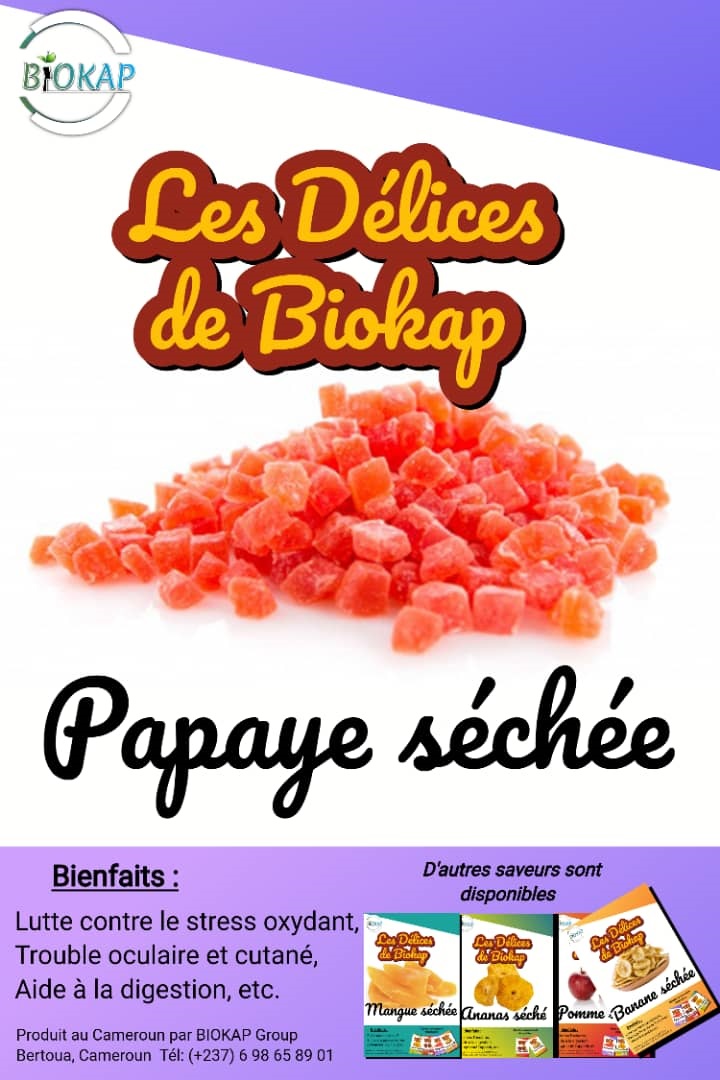 BIOKAP
Les Délices
de Biokap
Papaye séchée
Bienfaits :
Lutte contre le stress oxydant,
Trouble oculaire et cutané,
Aide à la digestion, etc.
Produit au Cameroun par BIOKAP Group
Bertoua, Cameroun Tél: (+237) 6 98 65 89 01
D'autres saveurs sont
disponibles
Les Délices
de Biokap
Mangue séchée
Les Délices
de Biokap
Ananas séché
Bienfaits :
Pomme
Les Délices
de Biokap
Banane séchée